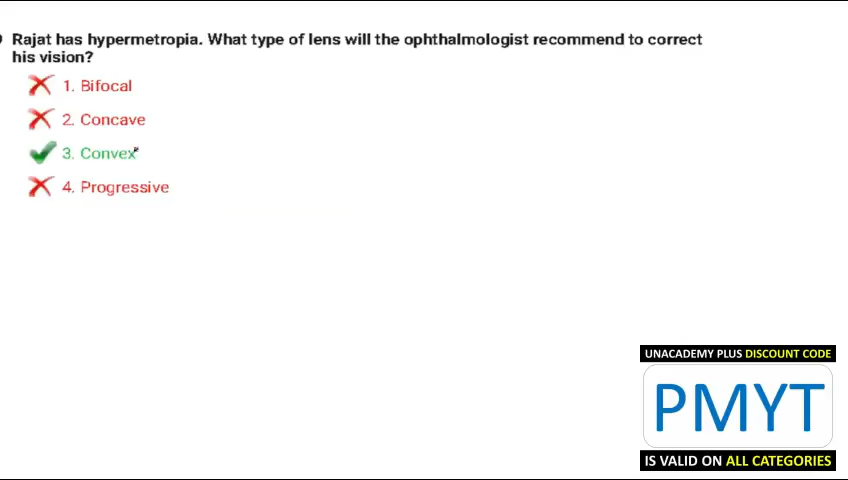 Rajat has hypermetropia. What type of lens will the ophthalmologist recommend to correct
his vision?
1. Bifocal
2. Concave
3. Convex
4. Progressive
UNACADEMY PLUS DISCOUNT CODE
PMYT
IS VALID ON ALL CATEGORIES